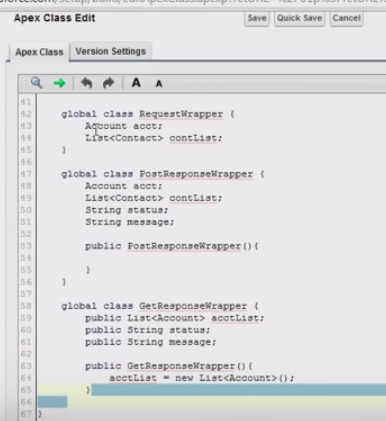 Apex Class Edit
Save Quick Save Cancel
Apex Class Version Settings
A A
41
42 global class RequestWrapper {
43 Account acct;
44 List<Contact> contList;
45 }
46
47 global class PostResponseWrapper {
48 Account acct;
49 List<Contact> contList;
50 String status;
51 String message;
52
53 public PostResponseWrapper(){
54
55 }
56 }
57
58 global class GetResponseWrapper {
59 public List<Account> acctList;
60 public String status;
61 public String message;
62
63 public GetResponseWrapper(){
64 acctList = new List<Account>();
65 }
66
67 }